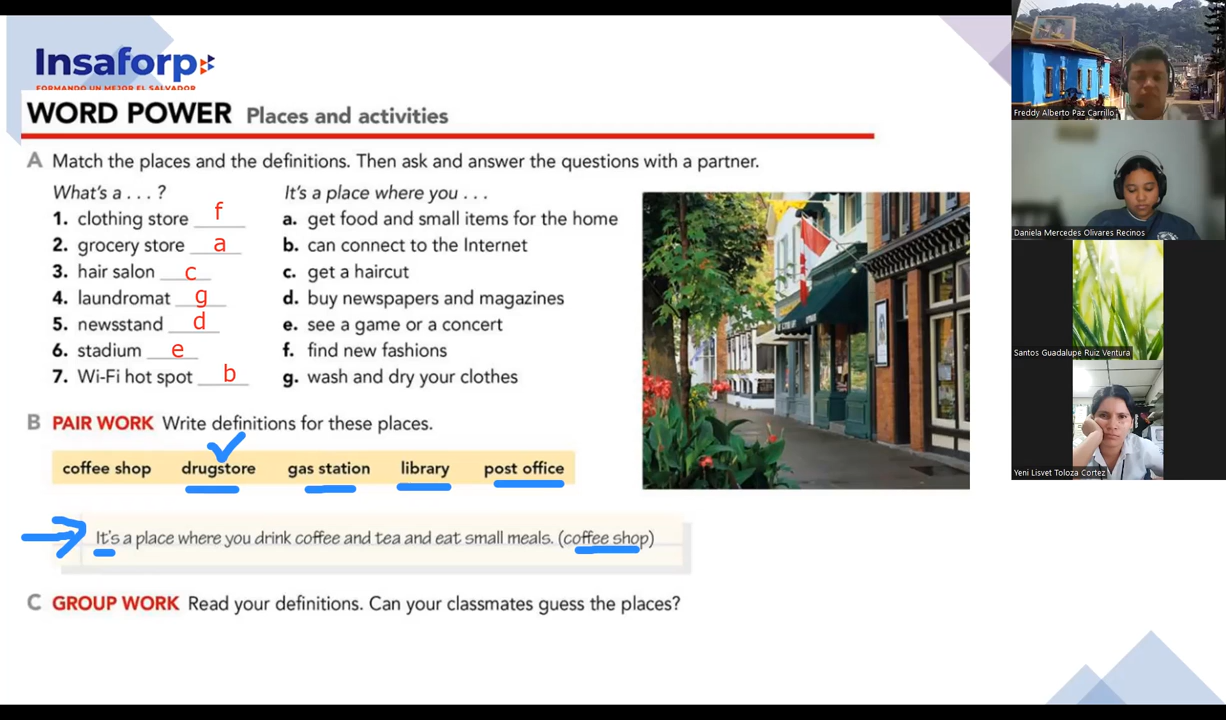 Insaforp
FORMANDO UN MEJOR EL SALVADOR
WORD POWER Places and activities
A Match the places and the definitions. Then ask and answer the questions with a partner.
What's a . . . ? It's a place where you . . .
1. clothing store f a. get food and small items for the home
2. grocery store a b. can connect to the Internet
3. hair salon c c. get a haircut
4. laundromat g d. buy newspapers and magazines
5. newsstand d e. see a game or a concert
6. stadium e f. find new fashions
7. Wi-Fi hot spot b g. wash and dry your clothes
B PAIR WORK Write definitions for these places.
coffee shop drugstore gas station library post office
It's a place where you drink coffee and tea and eat small meals. (coffee shop)
C GROUP WORK Read your definitions. Can your classmates guess the places?
Freddy Alberto Paz Carrillo
Daniela Mercedes Olivares Recinos
Santos Guadalupe Ruiz Ventura
Yeni Lisvet Toloza Cortez